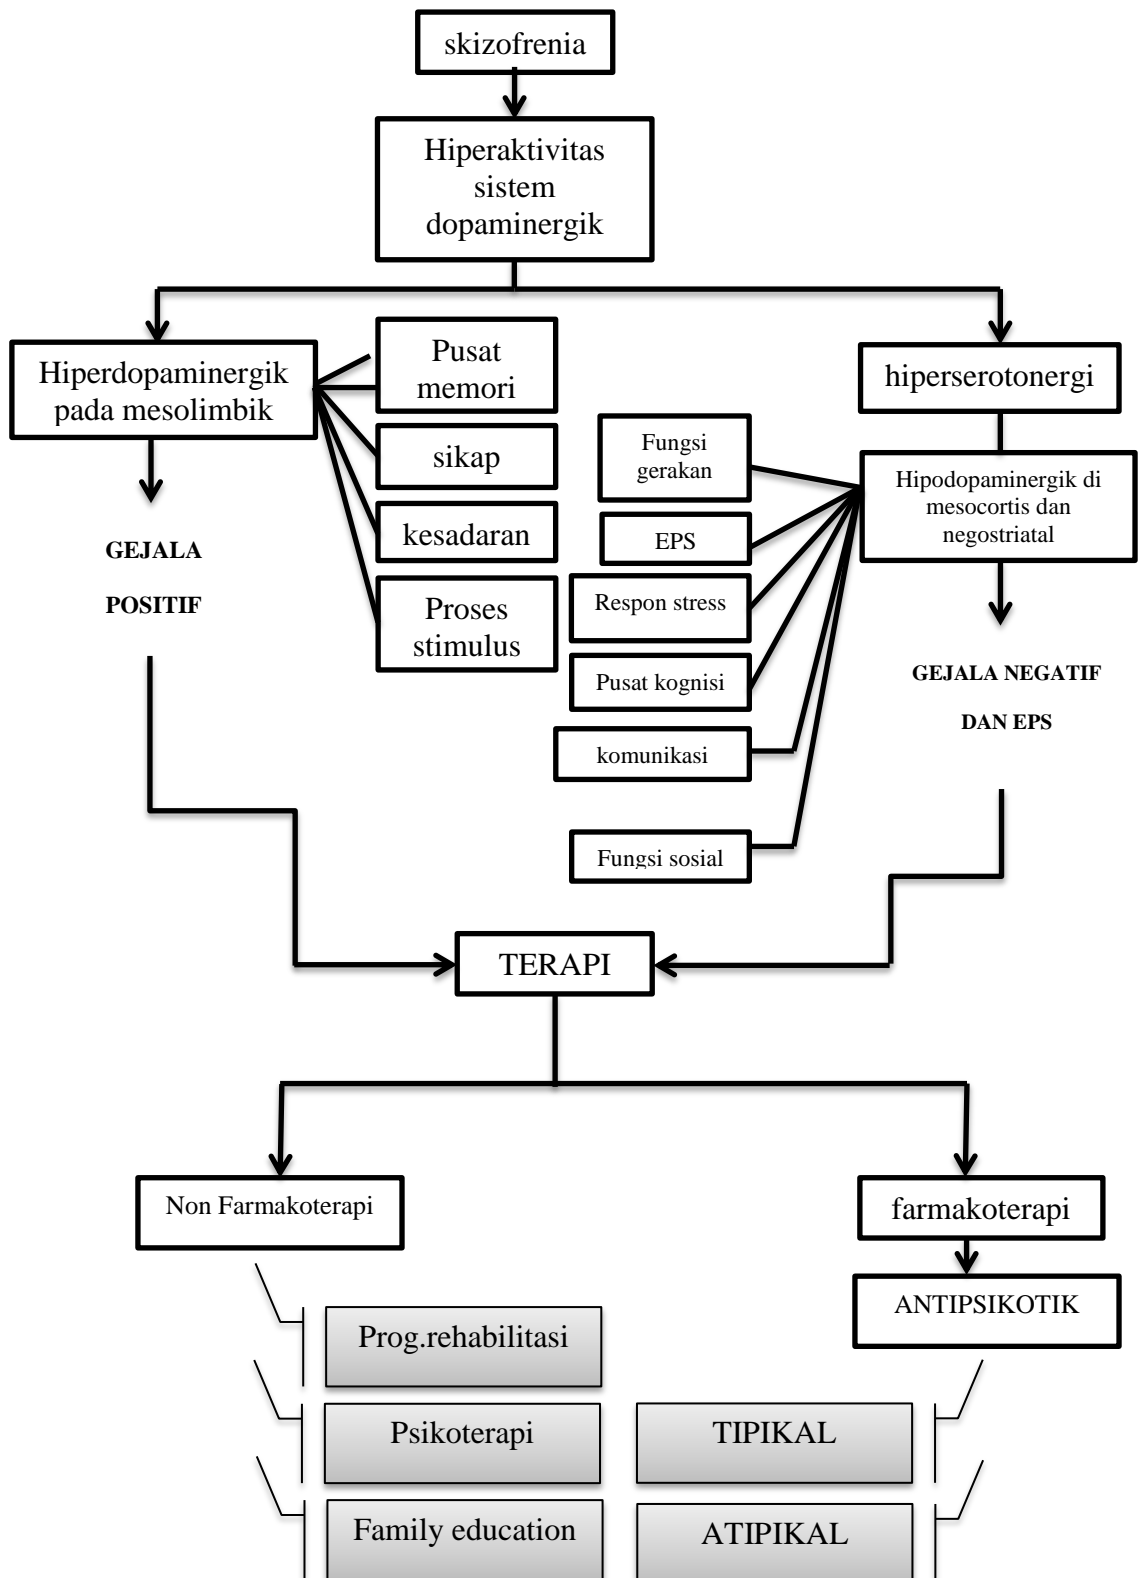 skizofrenia
Hiperaktivitas
sistem
dopaminergik
Hiperdopaminergik
pada mesolimbik
Pusat
memori
sikap
kesadaran
Proses
stimulus
hiperserotonergi
Hipodopaminergik di
mesocortis dan
negostriatal
Fungsi
gerakan
EPS
Respon stress
Pusat kognisi
komunikasi
Fungsi sosial
GEJALA
POSITIF
GEJALA NEGATIF
DAN EPS
TERAPI
Non Farmakoterapi
farmakoterapi
ANTIPSIKOTIK
Prog.rehabilitasi
Psikoterapi
Family education
TIPIKAL
ATIPIKAL